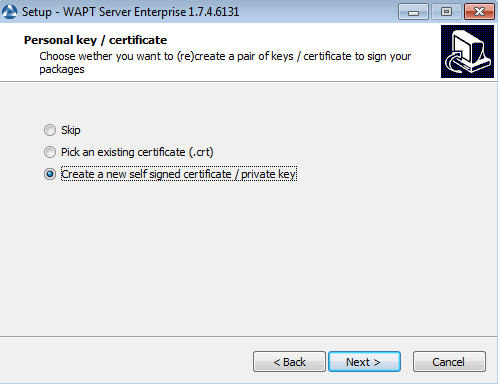 Setup - WAPT Server Enterprise 1.7.4.6131
Personal key / certificate
Choose wether you want to (re)create a pair of keys / certificate to sign your
packages
Skip
Pick an existing certificate (.crt)
Create a new self signed certificate / private key
< Back
Next >
Cancel